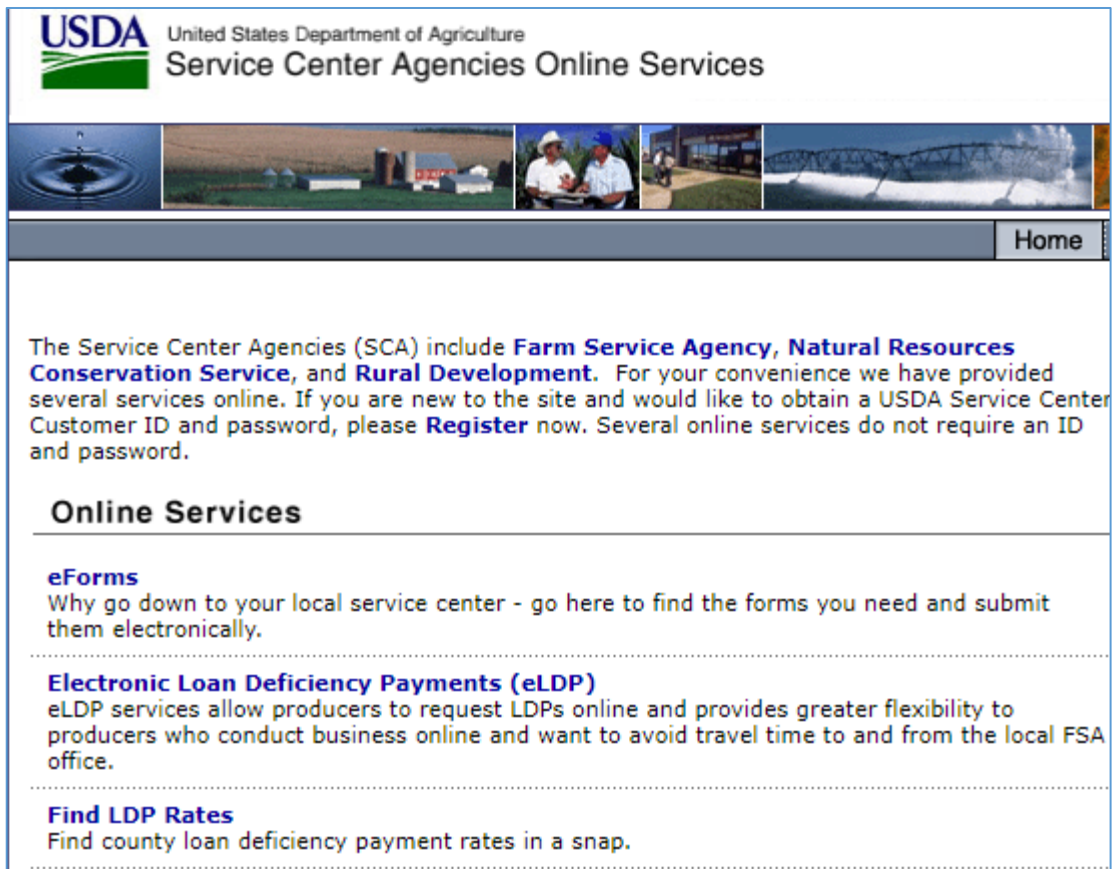 USDA
United States Department of Agriculture
Service Center Agencies Online Services
Home
The Service Center Agencies (SCA) include Farm Service Agency, Natural Resources
Conservation Service, and Rural Development.  For your convenience we have provided
several services online. If you are new to the site and would like to obtain a USDA Service Center
Customer ID and password, please Register now. Several online services do not require an ID
and password.
Online Services
eForms
Why go down to your local service center - go here to find the forms you need and submit
them electronically.
Electronic Loan Deficiency Payments (eLDP)
eLDP services allow producers to request LDPs online and provides greater flexibility to
producers who conduct business online and want to avoid travel time to and from the local FSA
office.
Find LDP Rates
Find county loan deficiency payment rates in a snap.